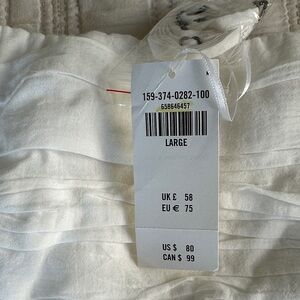 159-374-0282-100
658646457
LARGE
UK £ 58
EU € 75
US $ 80
CAN $ 99